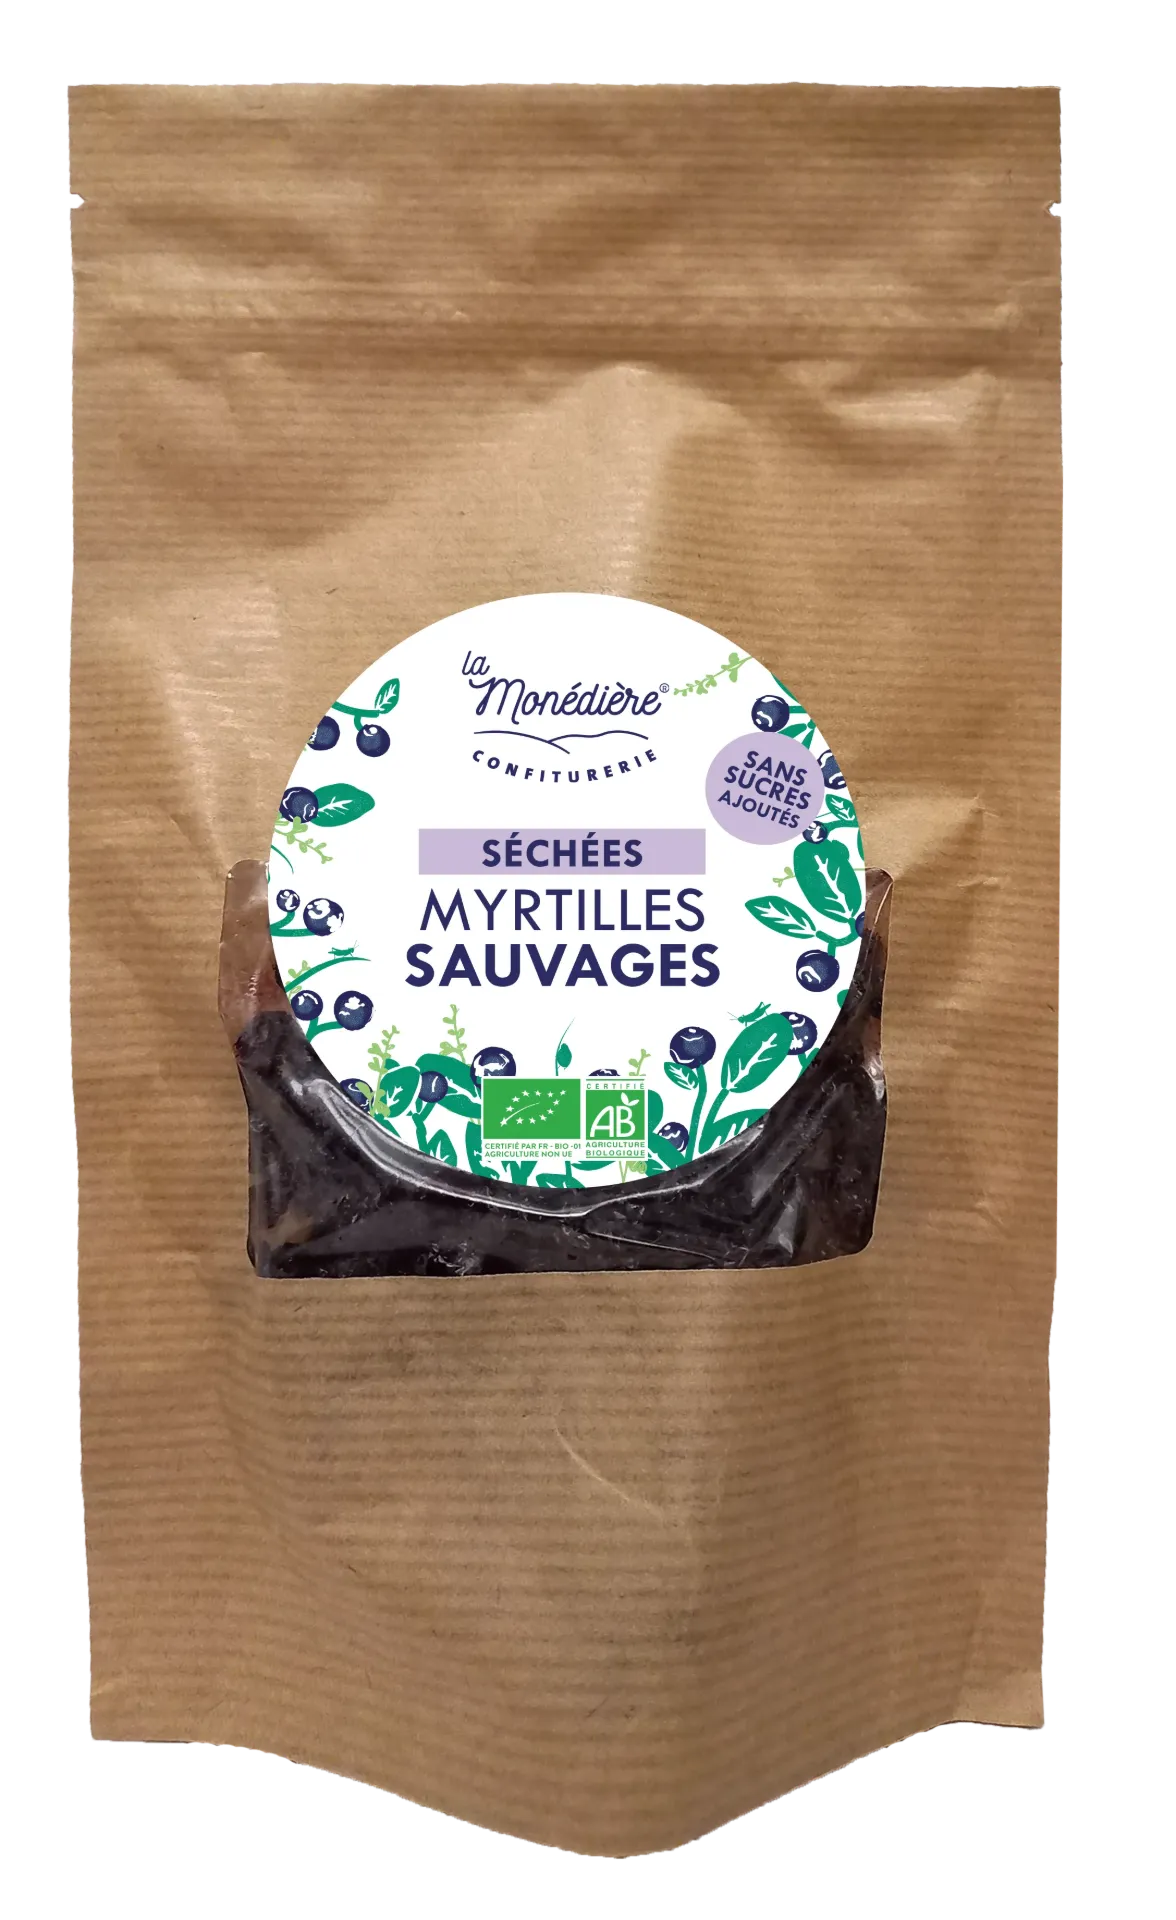 la
Monédière®
CONFITURERIE
SANS
SUCRES
AJOUTÉS
SÉCHÉES
MYRTILLES
SAUVAGES
CERTIFIÉ PAR FR - BIO -01
AGRICULTURE NON UE
CERTIFIÉ
AB
AGRICULTURE
BIOLOGIQUE